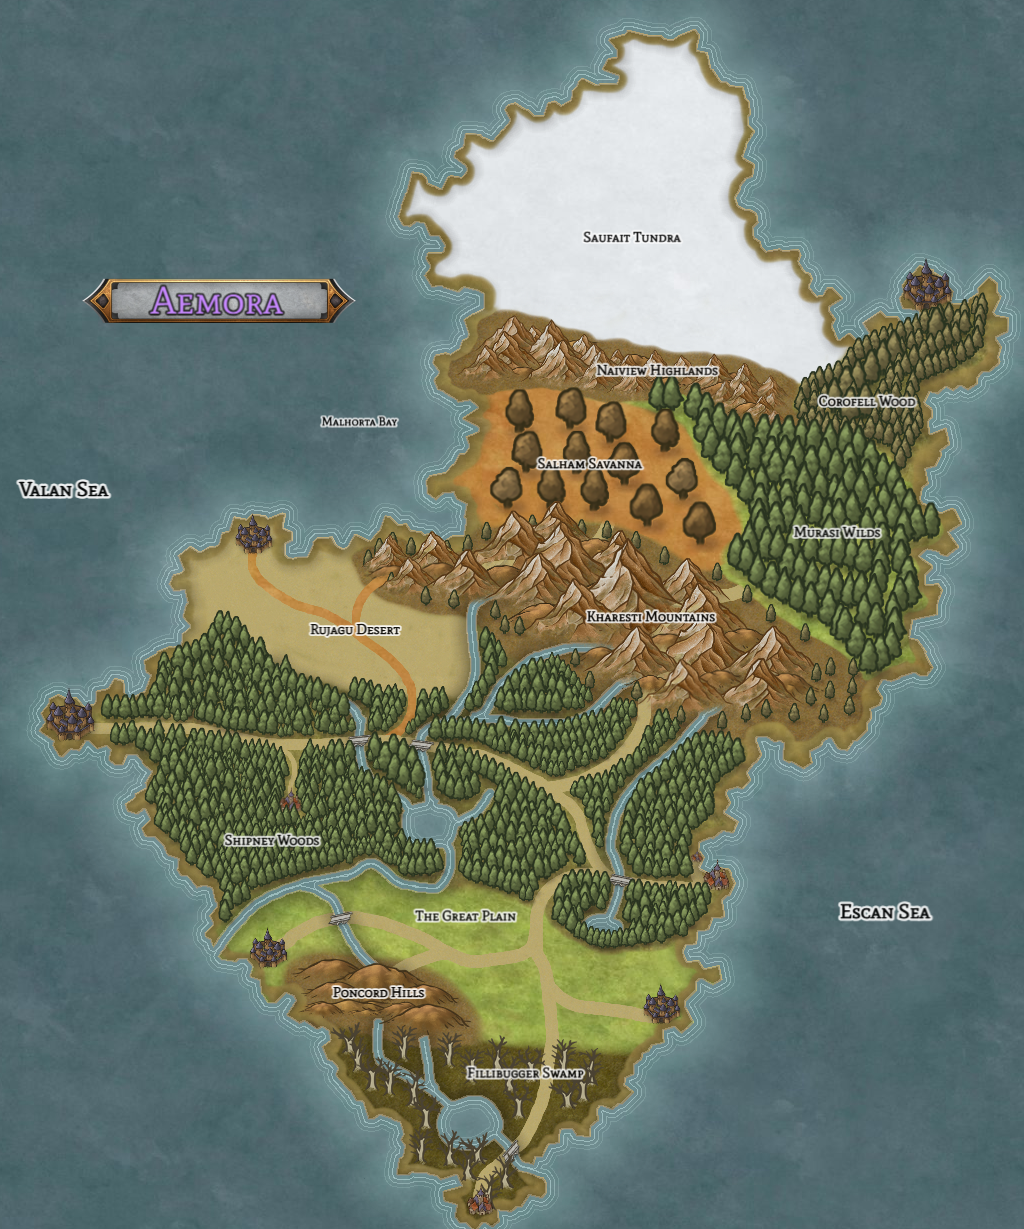 Saufait Tundra
Aemora
Naiview Highlands
Corofell Wood
Malhorta Bay
Salham Savanna
Valan Sea
Murasi Wilds
Kharesti Mountains
Rujagu Desert
Shipney Woods
The Great Plain
Escan Sea
Poncord Hills
Fillibugger Swamp